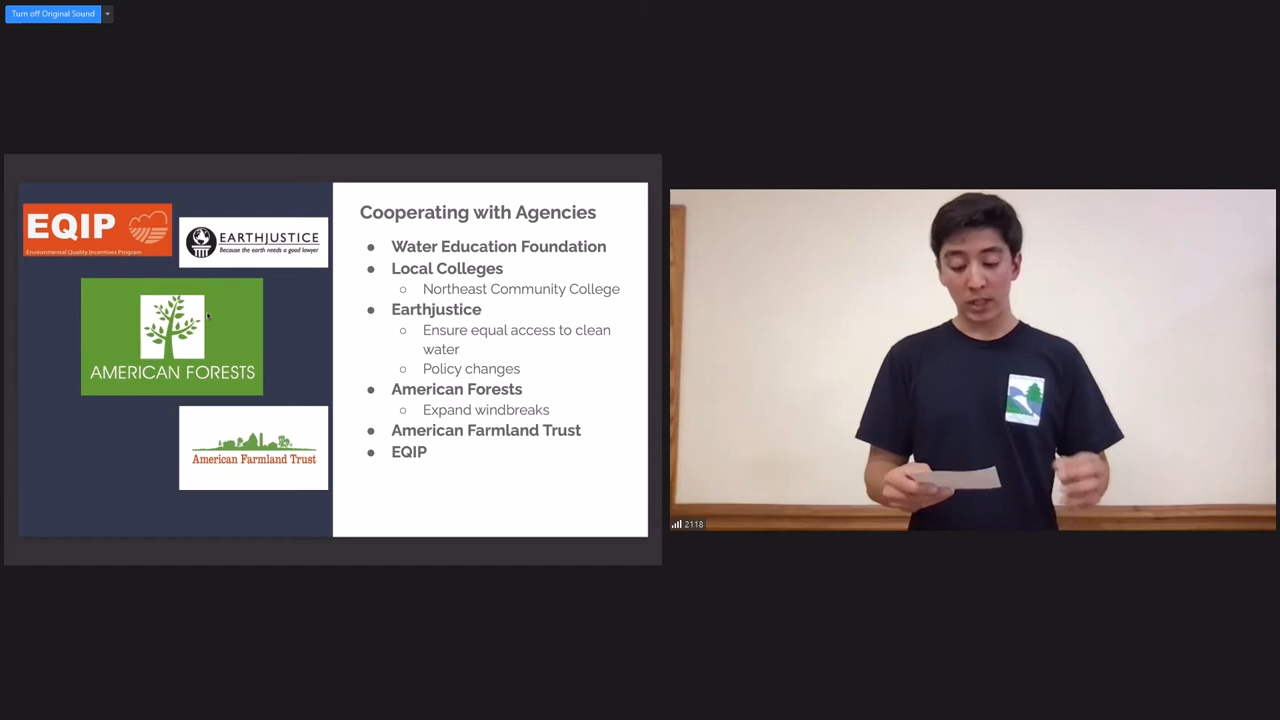 Turn off Original Sound
EQIP
Environmental Quality Incentives Program
EARTHJUSTICE
Because the earth needs a good lawyer
AMERICAN FORESTS
American Farmland Trust
Cooperating with Agencies
● Water Education Foundation
● Local Colleges
○ Northeast Community College
● Earthjustice
○ Ensure equal access to clean
water
○ Policy changes
● American Forests
○ Expand windbreaks
● American Farmland Trust
● EQIP
2118